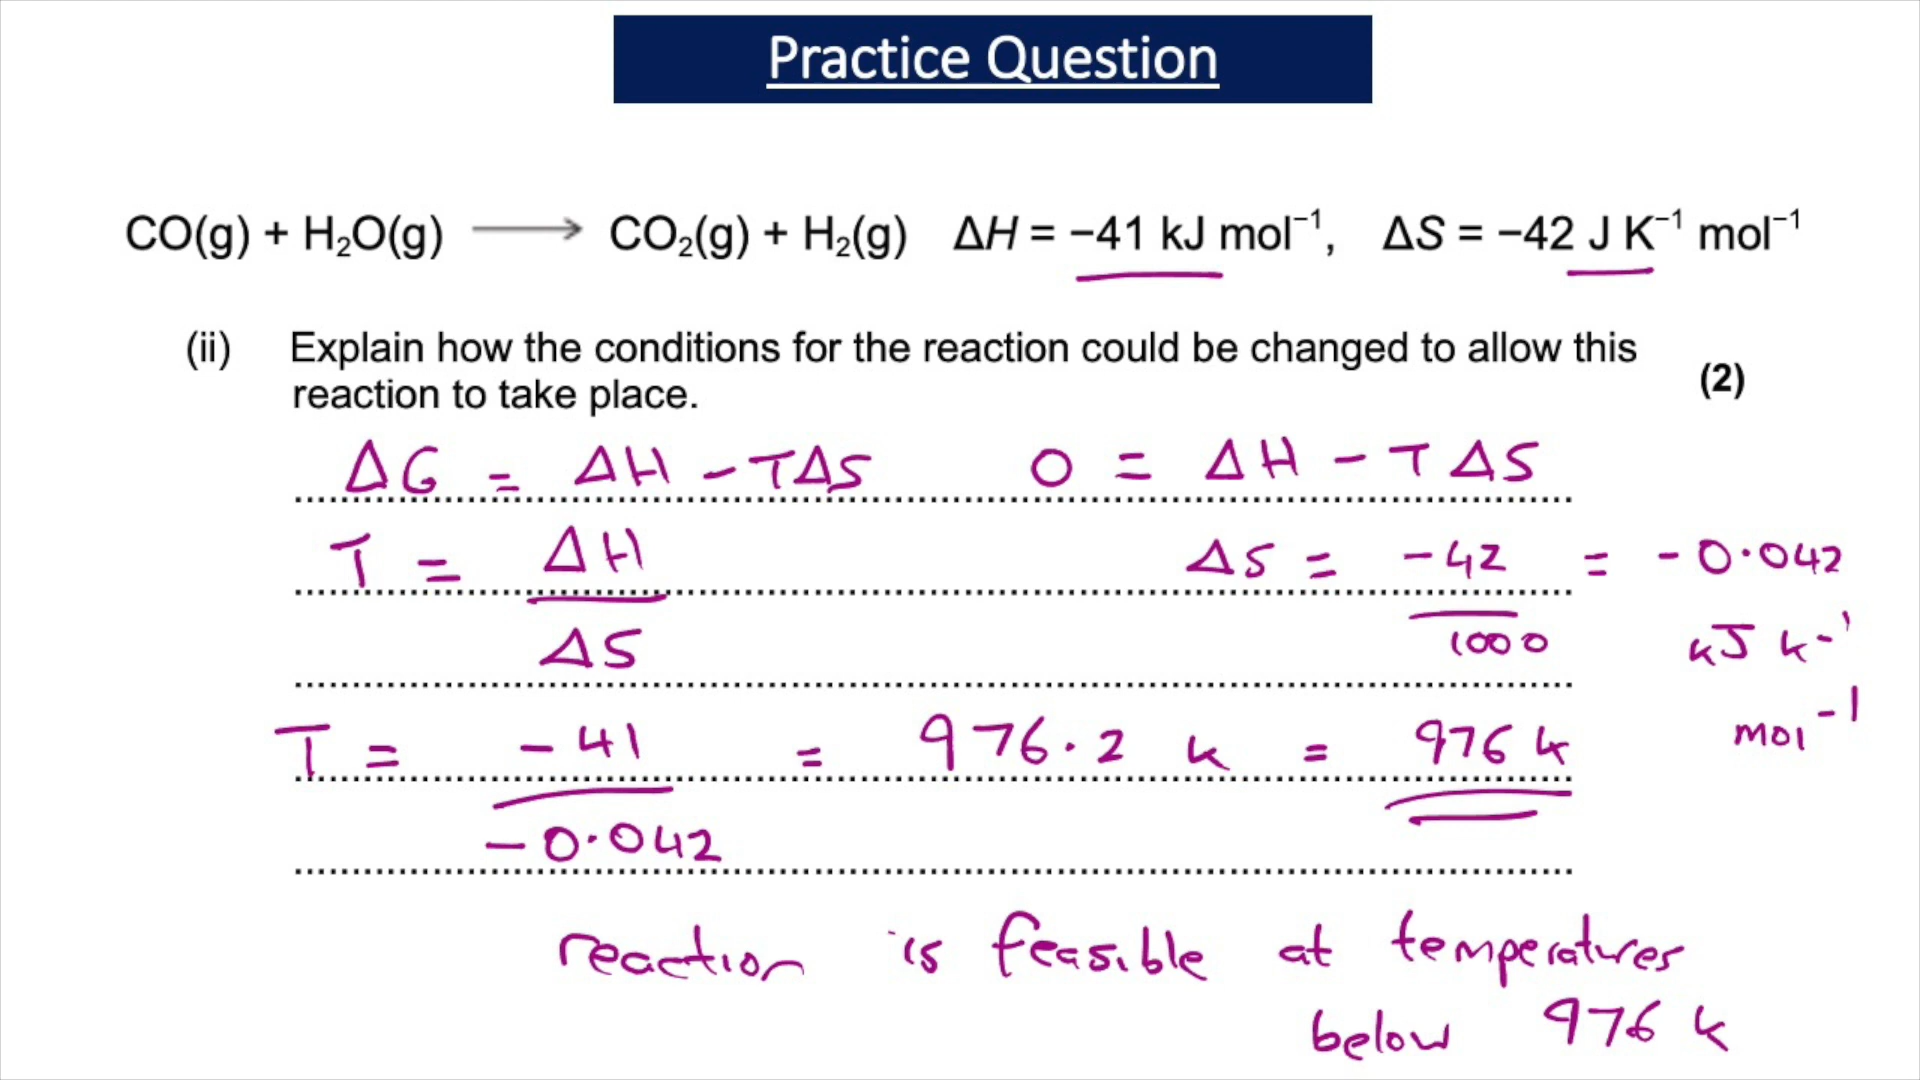 Practice Question
CO(g) + H₂O(g) ⟶ CO₂(g) + H₂(g) ΔH = −41 kJ mol⁻¹, ΔS = −42 J K⁻¹ mol⁻¹
(ii) Explain how the conditions for the reaction could be changed to allow this
reaction to take place.
(2)
ΔG = ΔH − TΔS 0 = ΔH − TΔS
T = ΔH
ΔS
ΔS = −42 = −0.042
1000
kJ k-¹
mol⁻¹
T = −41 = 976.2 k = 976 k
−0.042
reaction is feasible at temperatures
below 976 k